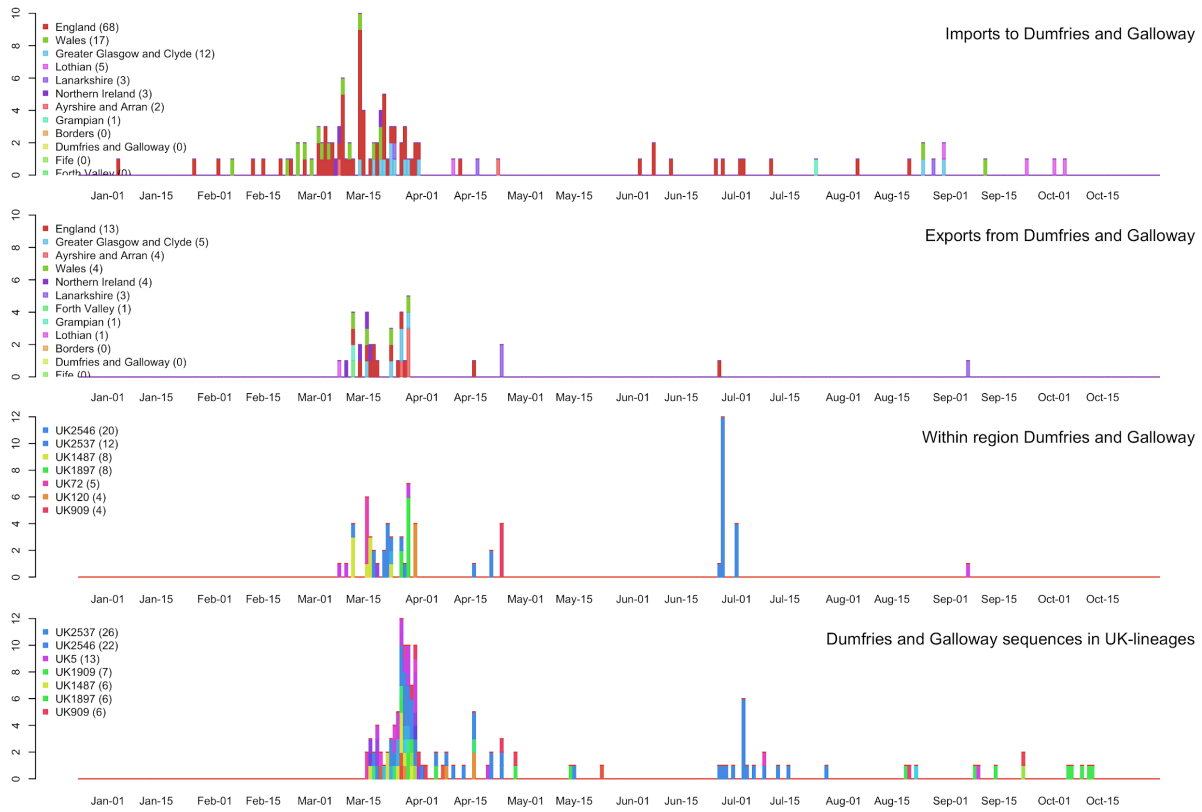 Imports to Dumfries and Galloway
10
8
6
4
2
0
England (68)
Wales (17)
Greater Glasgow and Clyde (12)
Lothian (5)
Lanarkshire (3)
Northern Ireland (3)
Ayrshire and Arran (2)
Grampian (1)
Borders (0)
Dumfries and Galloway (0)
Fife (0)
Forth Valley (0)
Jan-01 Jan-15 Feb-01 Feb-15 Mar-01 Mar-15 Apr-01 Apr-15 May-01 May-15 Jun-01 Jun-15 Jul-01 Jul-15 Aug-01 Aug-15 Sep-01 Sep-15 Oct-01 Oct-15
Exports from Dumfries and Galloway
10
8
6
4
2
0
England (13)
Greater Glasgow and Clyde (5)
Ayrshire and Arran (4)
Wales (4)
Northern Ireland (4)
Lanarkshire (3)
Forth Valley (1)
Grampian (1)
Lothian (1)
Borders (0)
Dumfries and Galloway (0)
Fife (0)
Jan-01 Jan-15 Feb-01 Feb-15 Mar-01 Mar-15 Apr-01 Apr-15 May-01 May-15 Jun-01 Jun-15 Jul-01 Jul-15 Aug-01 Aug-15 Sep-01 Sep-15 Oct-01 Oct-15
Within region Dumfries and Galloway
12
10
8
6
4
2
0
UK2546 (20)
UK2537 (12)
UK1487 (8)
UK1897 (8)
UK72 (5)
UK120 (4)
UK909 (4)
Jan-01 Jan-15 Feb-01 Feb-15 Mar-01 Mar-15 Apr-01 Apr-15 May-01 May-15 Jun-01 Jun-15 Jul-01 Jul-15 Aug-01 Aug-15 Sep-01 Sep-15 Oct-01 Oct-15
Dumfries and Galloway sequences in UK-lineages
12
10
8
6
4
2
0
UK2537 (26)
UK2546 (22)
UK5 (13)
UK1909 (7)
UK1487 (6)
UK1897 (6)
UK909 (6)
Jan-01 Jan-15 Feb-01 Feb-15 Mar-01 Mar-15 Apr-01 Apr-15 May-01 May-15 Jun-01 Jun-15 Jul-01 Jul-15 Aug-01 Aug-15 Sep-01 Sep-15 Oct-01 Oct-15